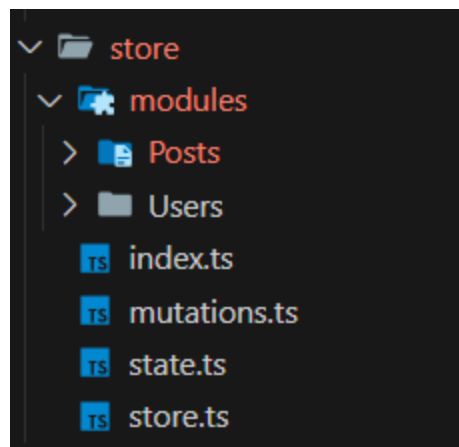 store
modules
Posts
Users
TS index.ts
TS mutations.ts
TS state.ts
TS store.ts